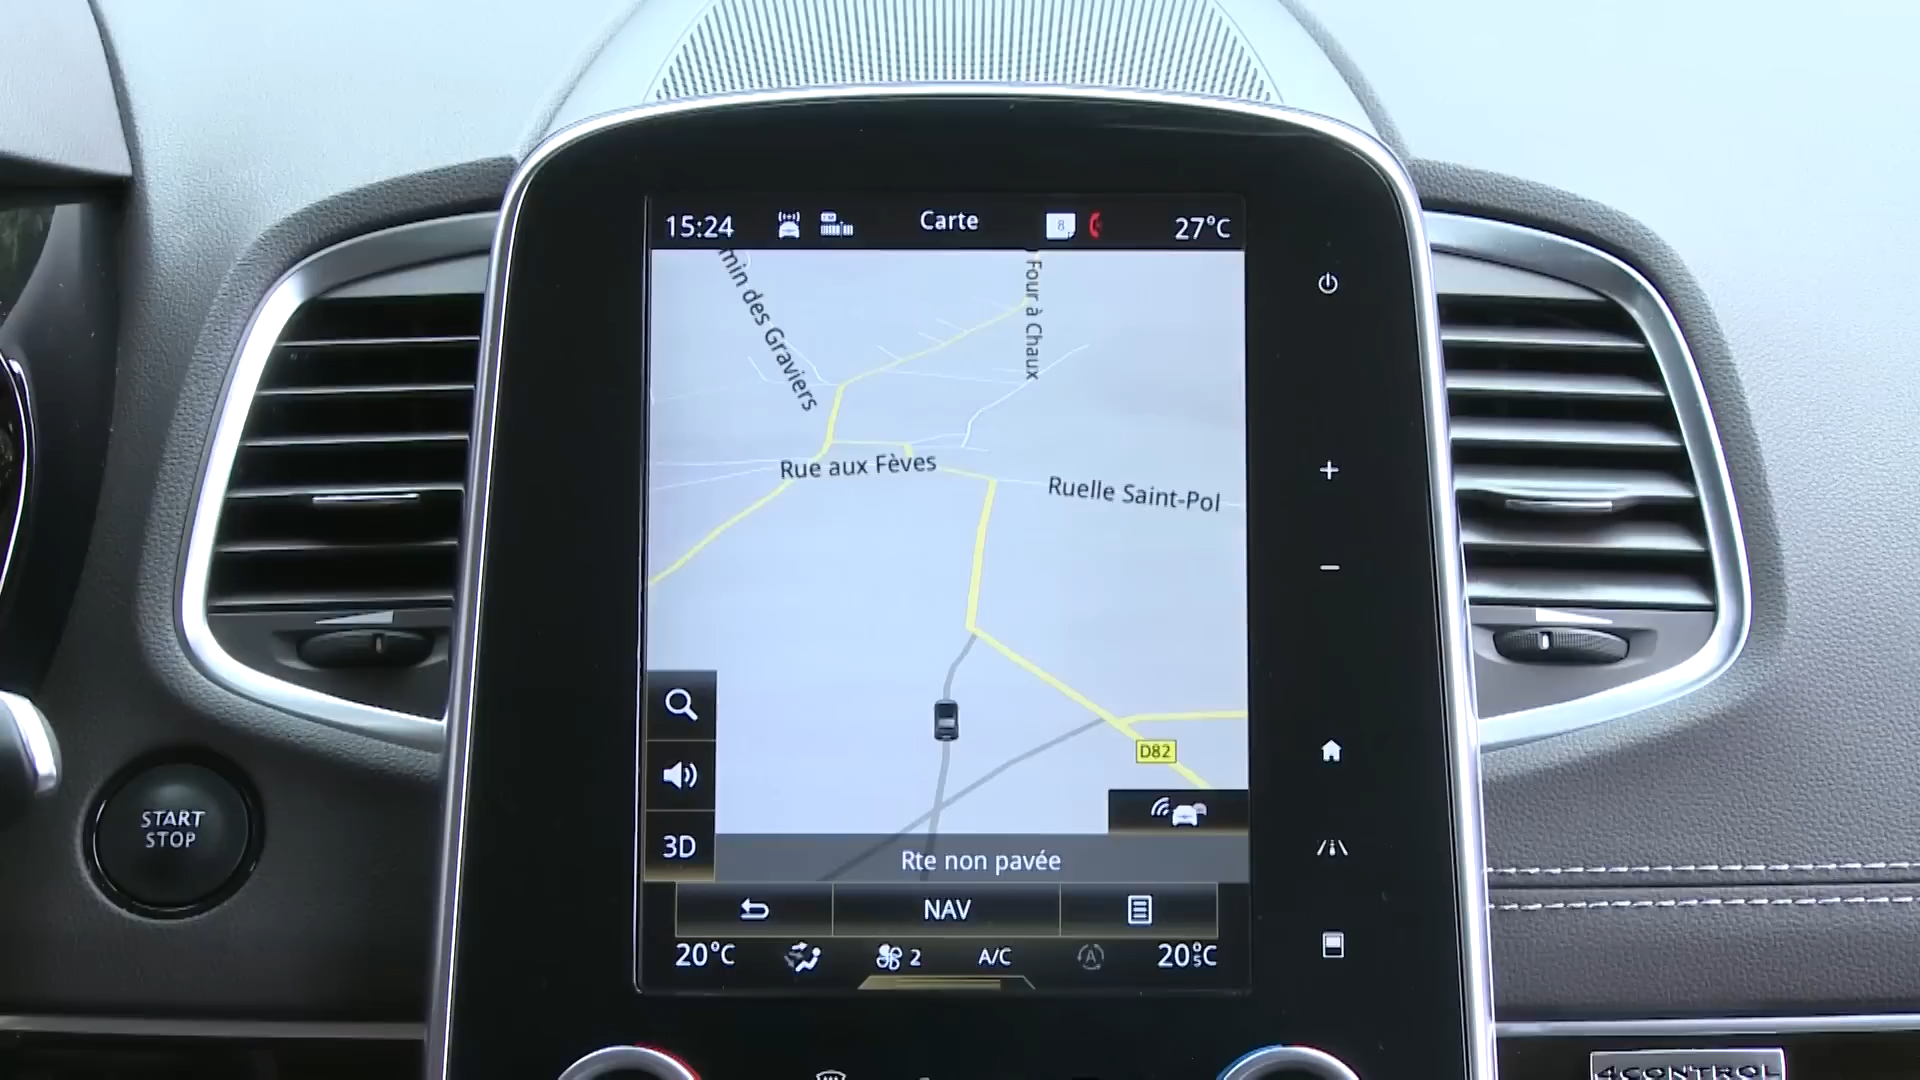 15:24
Carte
8
27°C
min des Graviers
Four à Chaux
Rue aux Fèves
Ruelle Saint-Pol
D82
3D
Rte non pavée
NAV
20°C
2
A/C
A
20°C
START
STOP
4CONTROL